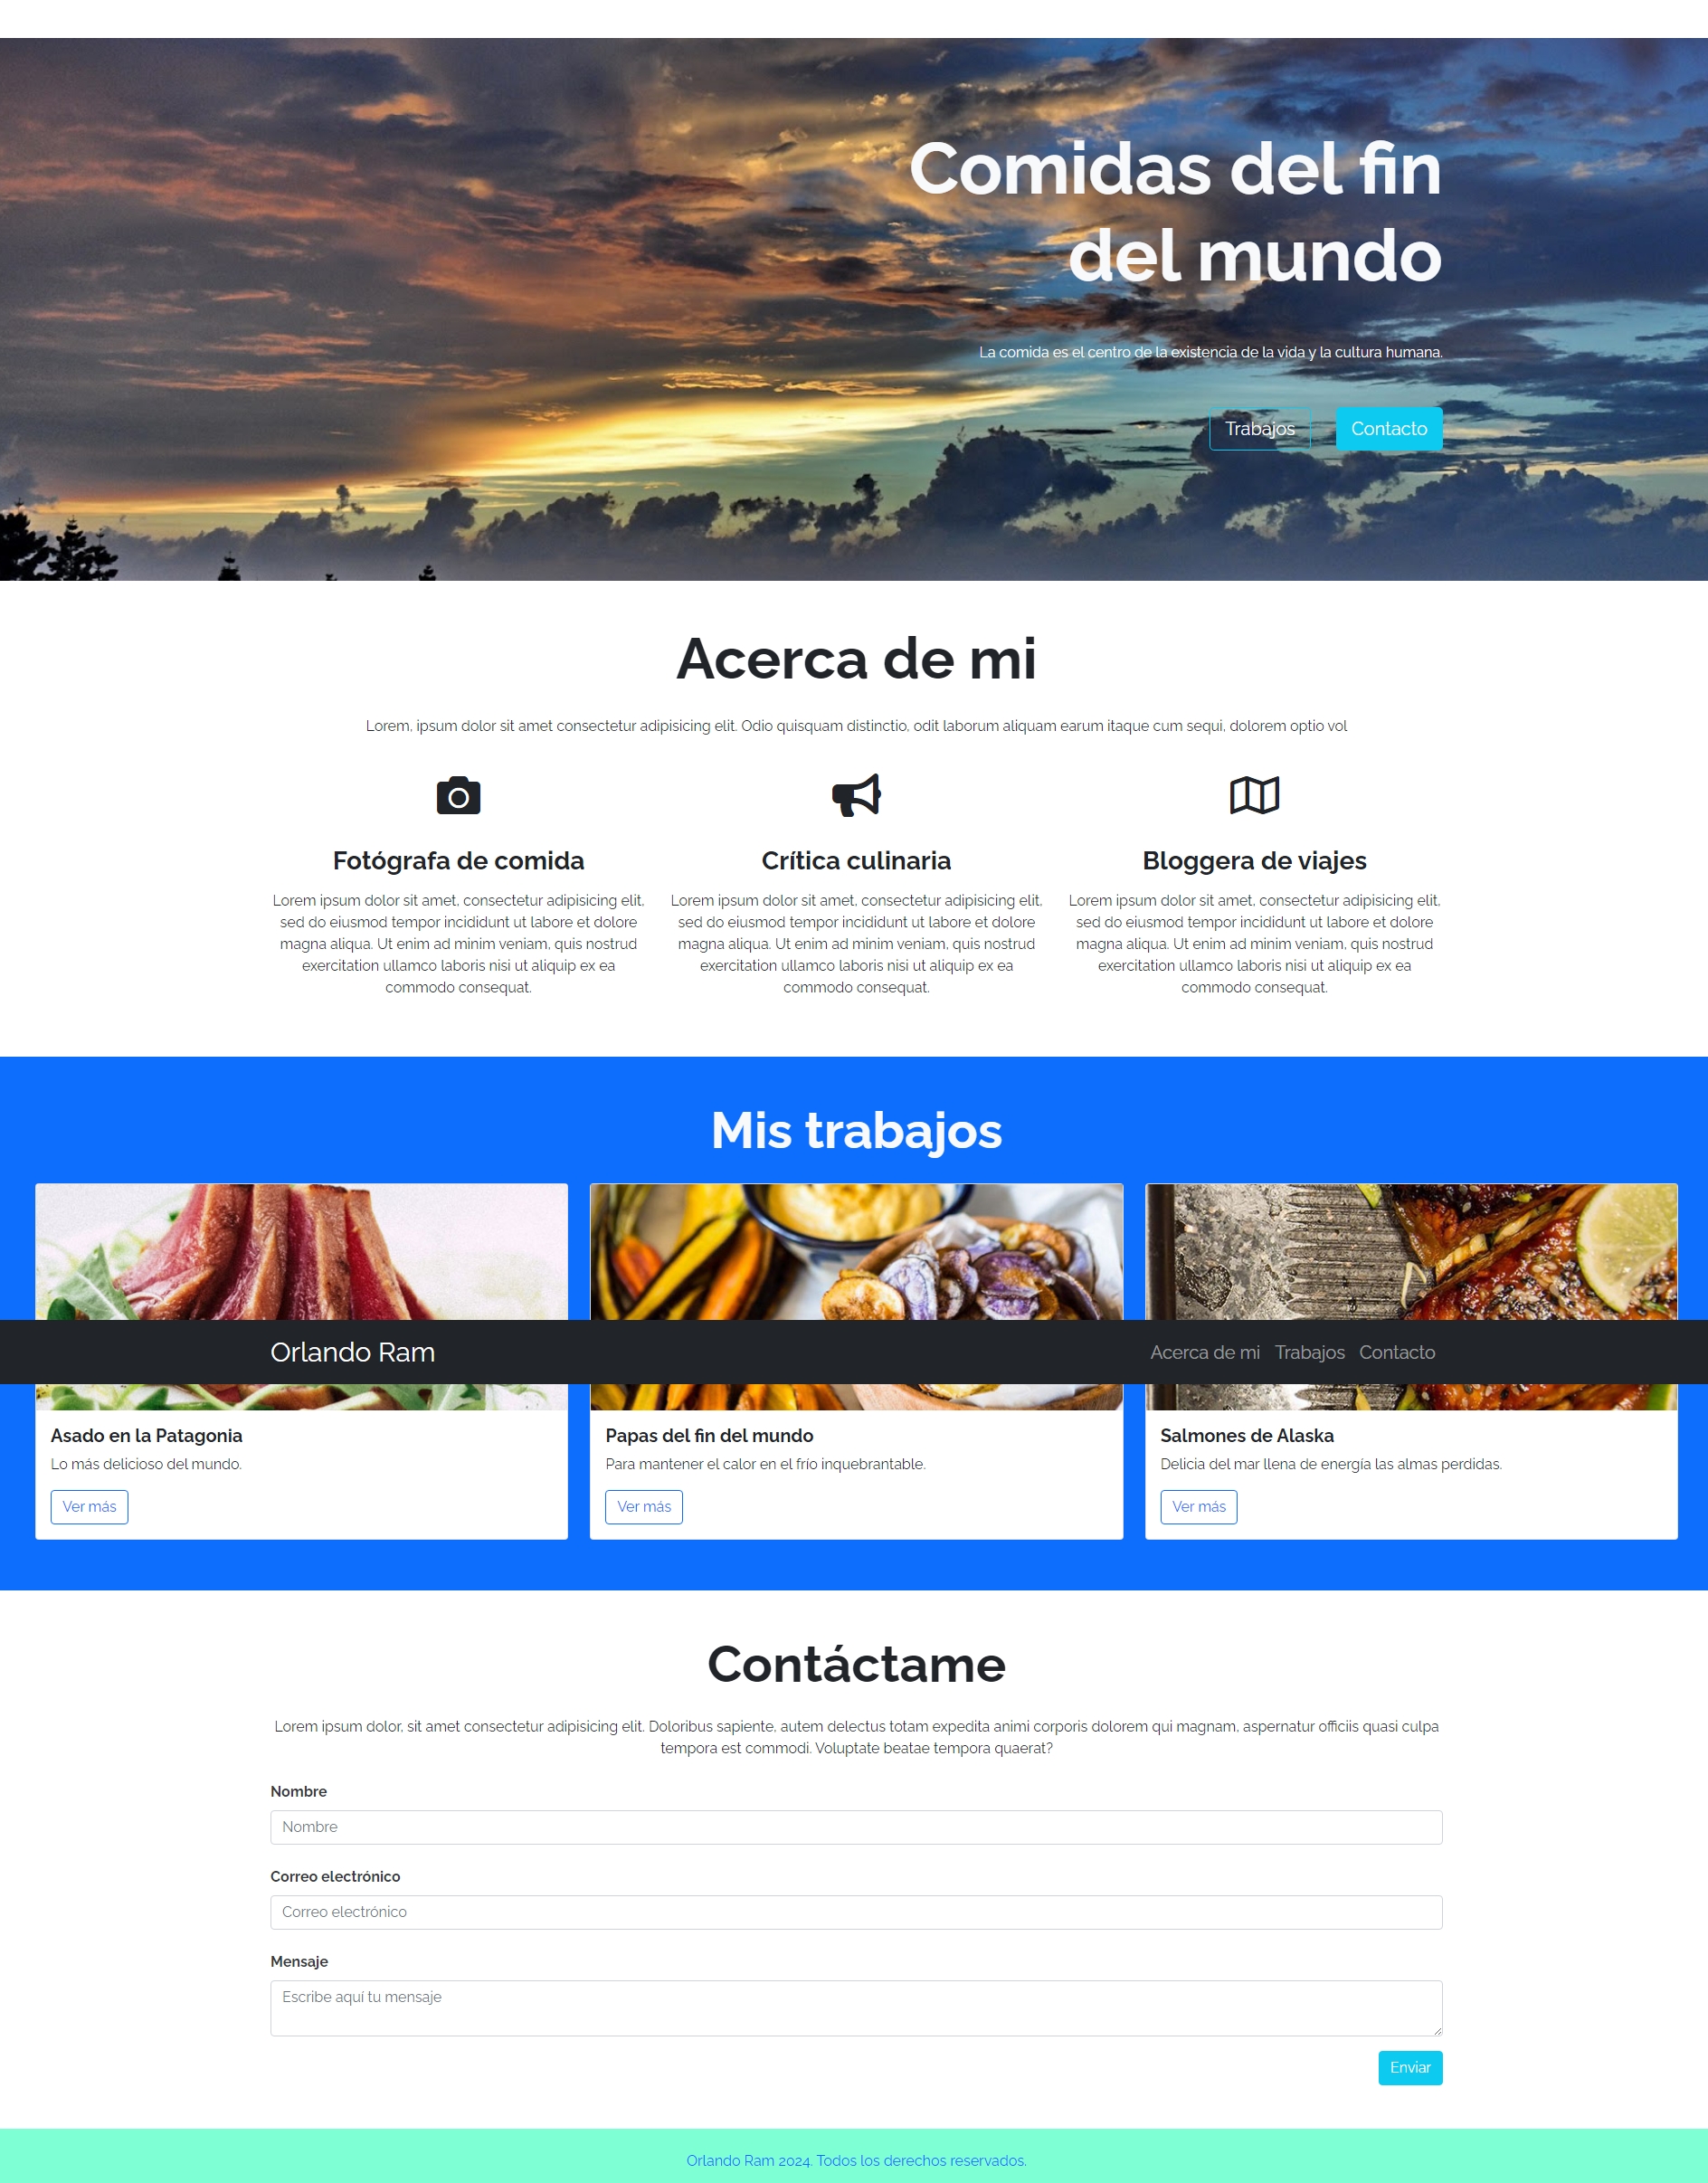 Comidas del fin
del mundo
La comida es el centro de la existencia de la vida y la cultura humana.
Trabajos
Contacto
Acerca de mi
Lorem, ipsum dolor sit amet consectetur adipisicing elit. Odio quisquam distinctio, odit laborum aliquam earum itaque cum sequi, dolorem optio vol
Fotógrafa de comida
Lorem ipsum dolor sit amet, consectetur adipisicing elit,
sed do eiusmod tempor incididunt ut labore et dolore
magna aliqua. Ut enim ad minim veniam, quis nostrud
exercitation ullamco laboris nisi ut aliquip ex ea
commodo consequat.
Crítica culinaria
Lorem ipsum dolor sit amet, consectetur adipisicing elit,
sed do eiusmod tempor incididunt ut labore et dolore
magna aliqua. Ut enim ad minim veniam, quis nostrud
exercitation ullamco laboris nisi ut aliquip ex ea
commodo consequat.
Bloggera de viajes
Lorem ipsum dolor sit amet, consectetur adipisicing elit,
sed do eiusmod tempor incididunt ut labore et dolore
magna aliqua. Ut enim ad minim veniam, quis nostrud
exercitation ullamco laboris nisi ut aliquip ex ea
commodo consequat.
Mis trabajos
Orlando Ram
Acerca de mi
Trabajos
Contacto
Asado en la Patagonia
Lo más delicioso del mundo.
Ver más
Papas del fin del mundo
Para mantener el calor en el frío inquebrantable.
Ver más
Salmones de Alaska
Delicia del mar llena de energía las almas perdidas.
Ver más
Contáctame
Lorem ipsum dolor, sit amet consectetur adipisicing elit. Doloribus sapiente, autem delectus totam expedita animi corporis dolorem qui magnam, aspernatur officiis quasi culpa
tempora est commodi. Voluptate beatae tempora quaerat?
Nombre
Nombre
Correo electrónico
Correo electrónico
Mensaje
Escribe aquí tu mensaje
Enviar
Orlando Ram 2024. Todos los derechos reservados.